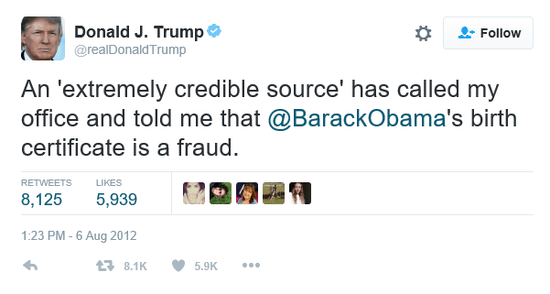 Donald J. Trump
Follow
@realDonaldTrump
An 'extremely credible source' has called my
office and told me that @BarackObama's birth
certificate is a fraud.
RETWEETS LIKES
8,125 5,939
1:23 PM - 6 Aug 2012
8.1K 5.9K